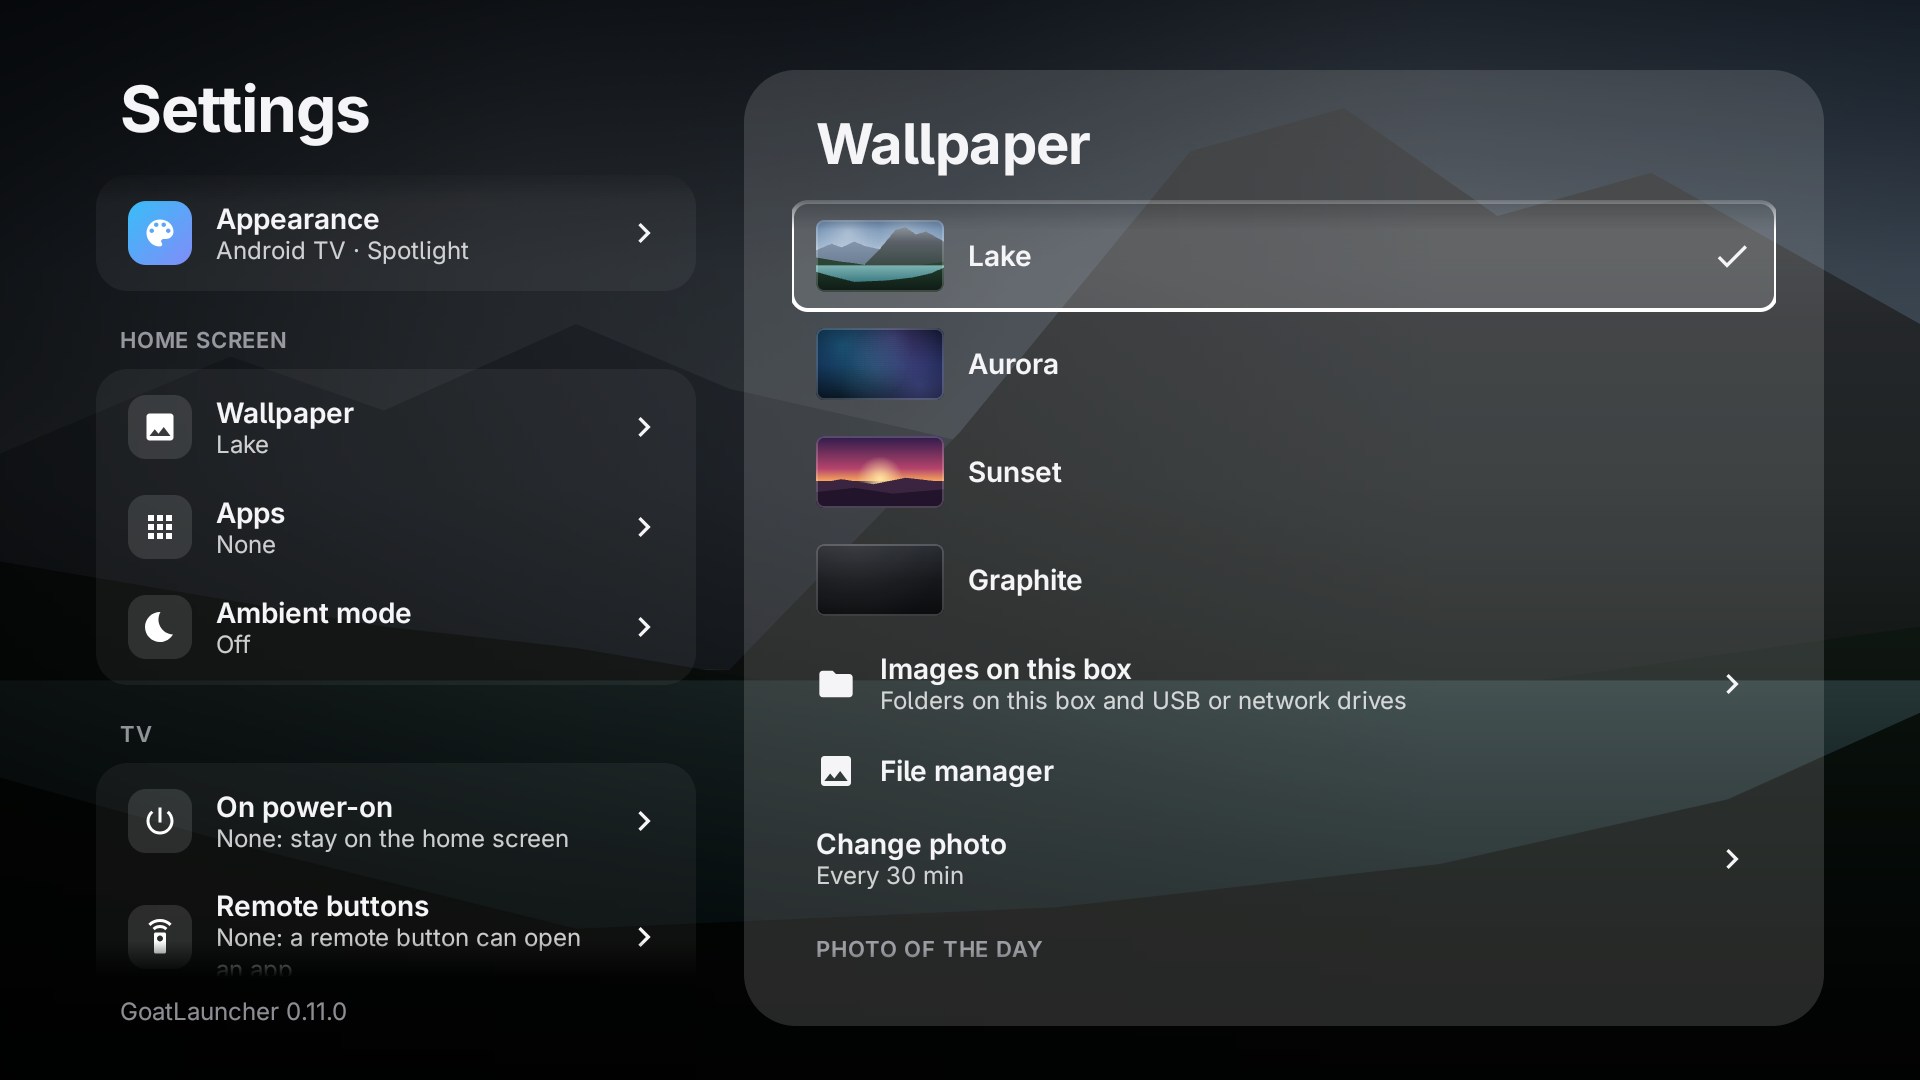 Settings
Appearance
Android TV · Spotlight
HOME SCREEN
Wallpaper
Lake
Apps
None
Ambient mode
Off
TV
On power-on
None: stay on the home screen
Remote buttons
None: a remote button can open
an app
GoatLauncher 0.11.0
Wallpaper
Lake
Aurora
Sunset
Graphite
Images on this box
Folders on this box and USB or network drives
File manager
Change photo
Every 30 min
PHOTO OF THE DAY